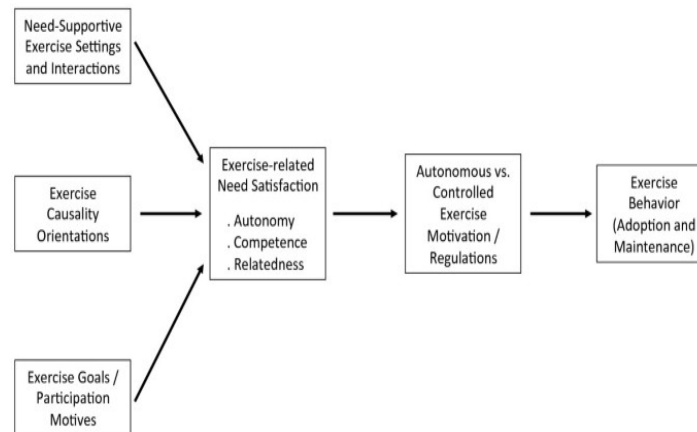 Need-Supportive
Exercise Settings
and Interactions
Exercise
Causality
Orientations
Exercise Goals /
Participation
Motives
Exercise-related
Need Satisfaction
. Autonomy
. Competence
. Relatedness
Autonomous vs.
Controlled
Exercise
Motivation /
Regulations
Exercise
Behavior
(Adoption and
Maintenance)